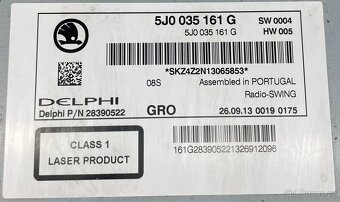 5J0 035 161 G SW 0004
5J0 035 161 G HW 005
*SKZ4Z2N13065853*
08S Assembled in PORTUGAL
DELPHI Radio-SWING
Delphi P/N 28390522 GRO 26.09.13 0019 0175
CLASS 1
LASER PRODUCT
161G283905221326912096